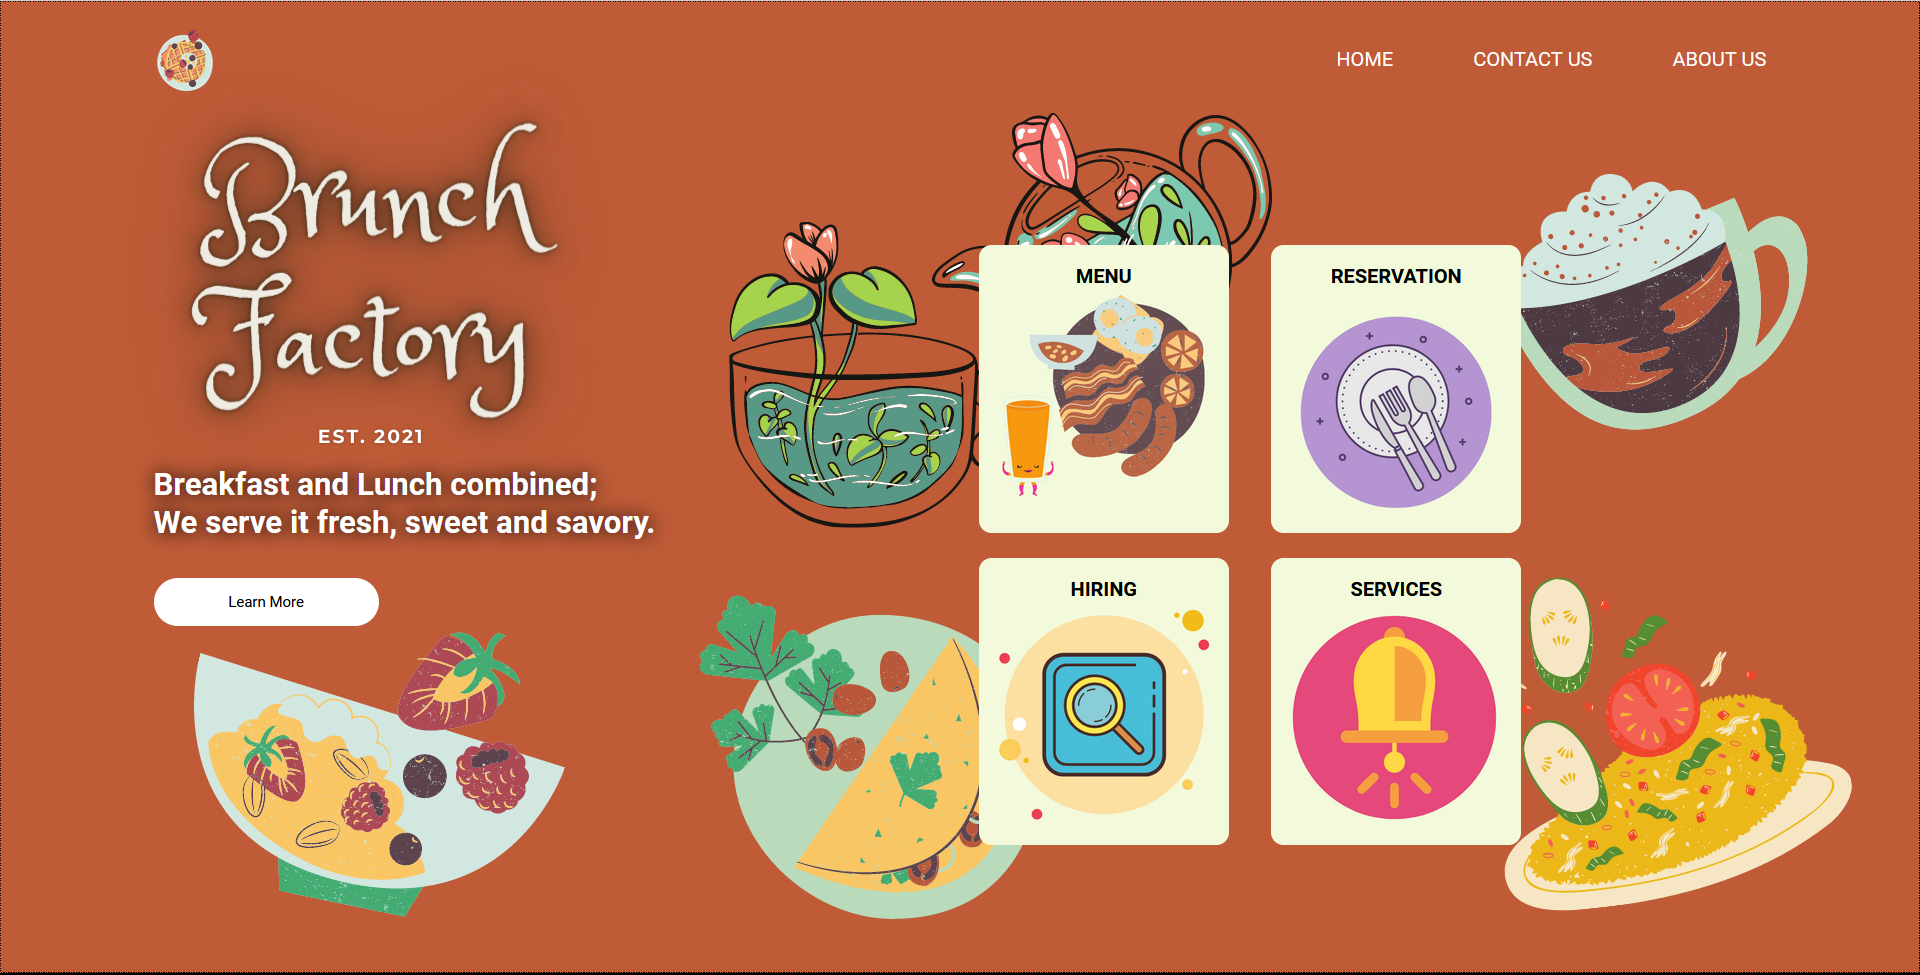 HOME
CONTACT US
ABOUT US
Brunch
Factory
EST. 2021
Breakfast and Lunch combined;
We serve it fresh, sweet and savory.
Learn More
MENU
RESERVATION
HIRING
SERVICES